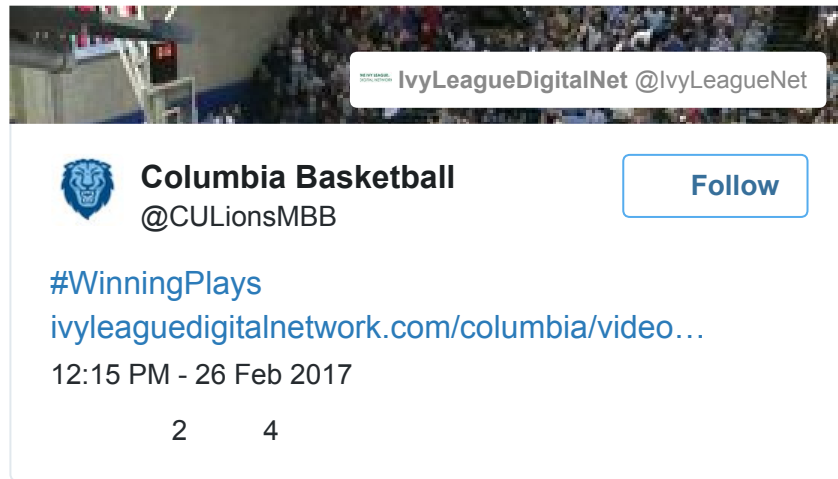 IvyLeagueDigitalNet @IvyLeagueNet
Columbia Basketball
Follow
@CULionsMBB
#WinningPlays
ivyleaguedigitalnetwork.com/columbia/video…
12:15 PM - 26 Feb 2017
2 4